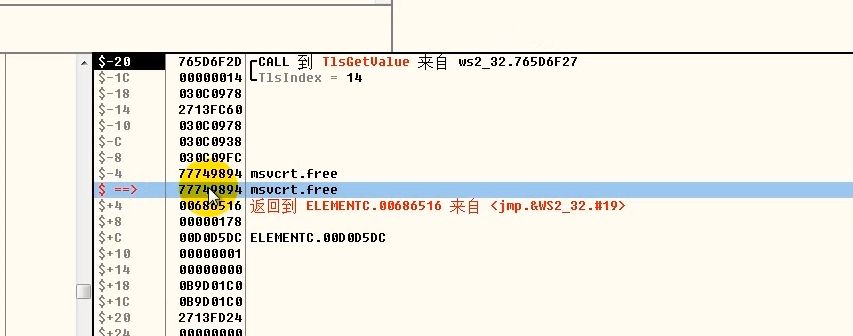 $-20 765D6F2D CALL 到 TlsGetValue 来自 ws2_32.765D6F27
$-1C 00000014 TlsIndex = 14
$-18 030C0978
$-14 2713FC60
$-10 030C0978
$-C 030C0938
$-8 030C09FC
$-4 77749894 msvcrt.free
$ ==> 77749894 msvcrt.free
$+4 00686516 返回到 ELEMENTC.00686516 来自 <jmp.&WS2_32.#19>
$+8 00000178
$+C 00D0D5DC ELEMENTC.00D0D5DC
$+10 00000001
$+14 00000000
$+18 0B9D01C0
$+1C 0B9D01C0
$+20 2713FD24
$+24 00000000